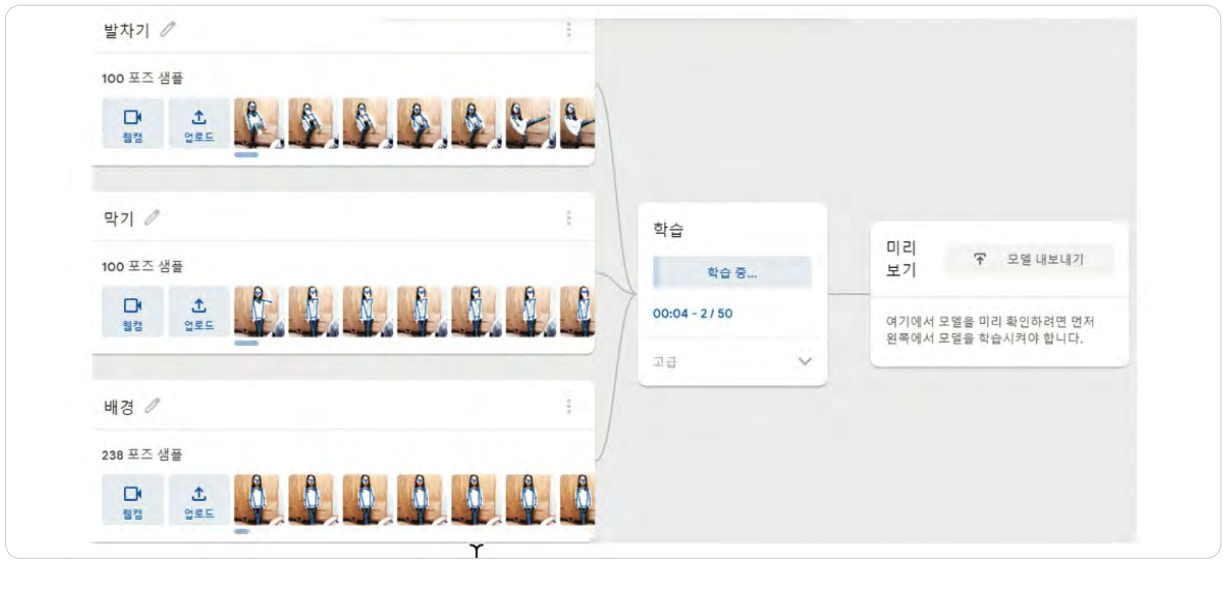 발차기
100 포즈 샘플
웹캠
업로드
막기
100 포즈 샘플
웹캠
업로드
배경
238 포즈 샘플
웹캠
업로드
학습
학습 중...
00:04 - 2 / 50
고급
미리
보기
모델 내보내기
여기에서 모델을 미리 확인하려면 먼저
왼쪽에서 모델을 학습시켜야 합니다.